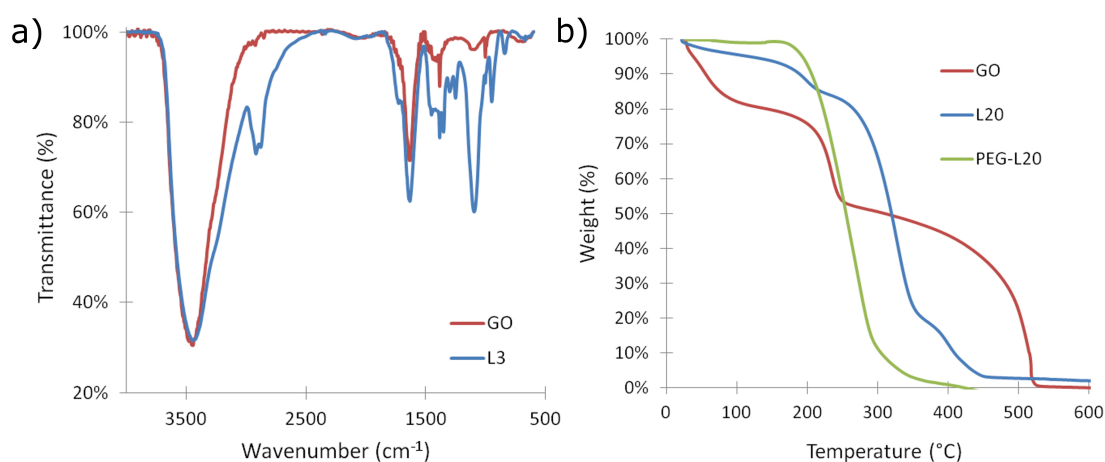 a)
100%
80%
60%
40%
20%
Transmittance (%)
3500
2500
1500
500
Wavenumber (cm⁻¹)
GO
L3
b)
100%
90%
80%
70%
60%
50%
40%
30%
20%
10%
0%
Weight (%)
0
100
200
300
400
500
600
Temperature (°C)
GO
L20
PEG-L20